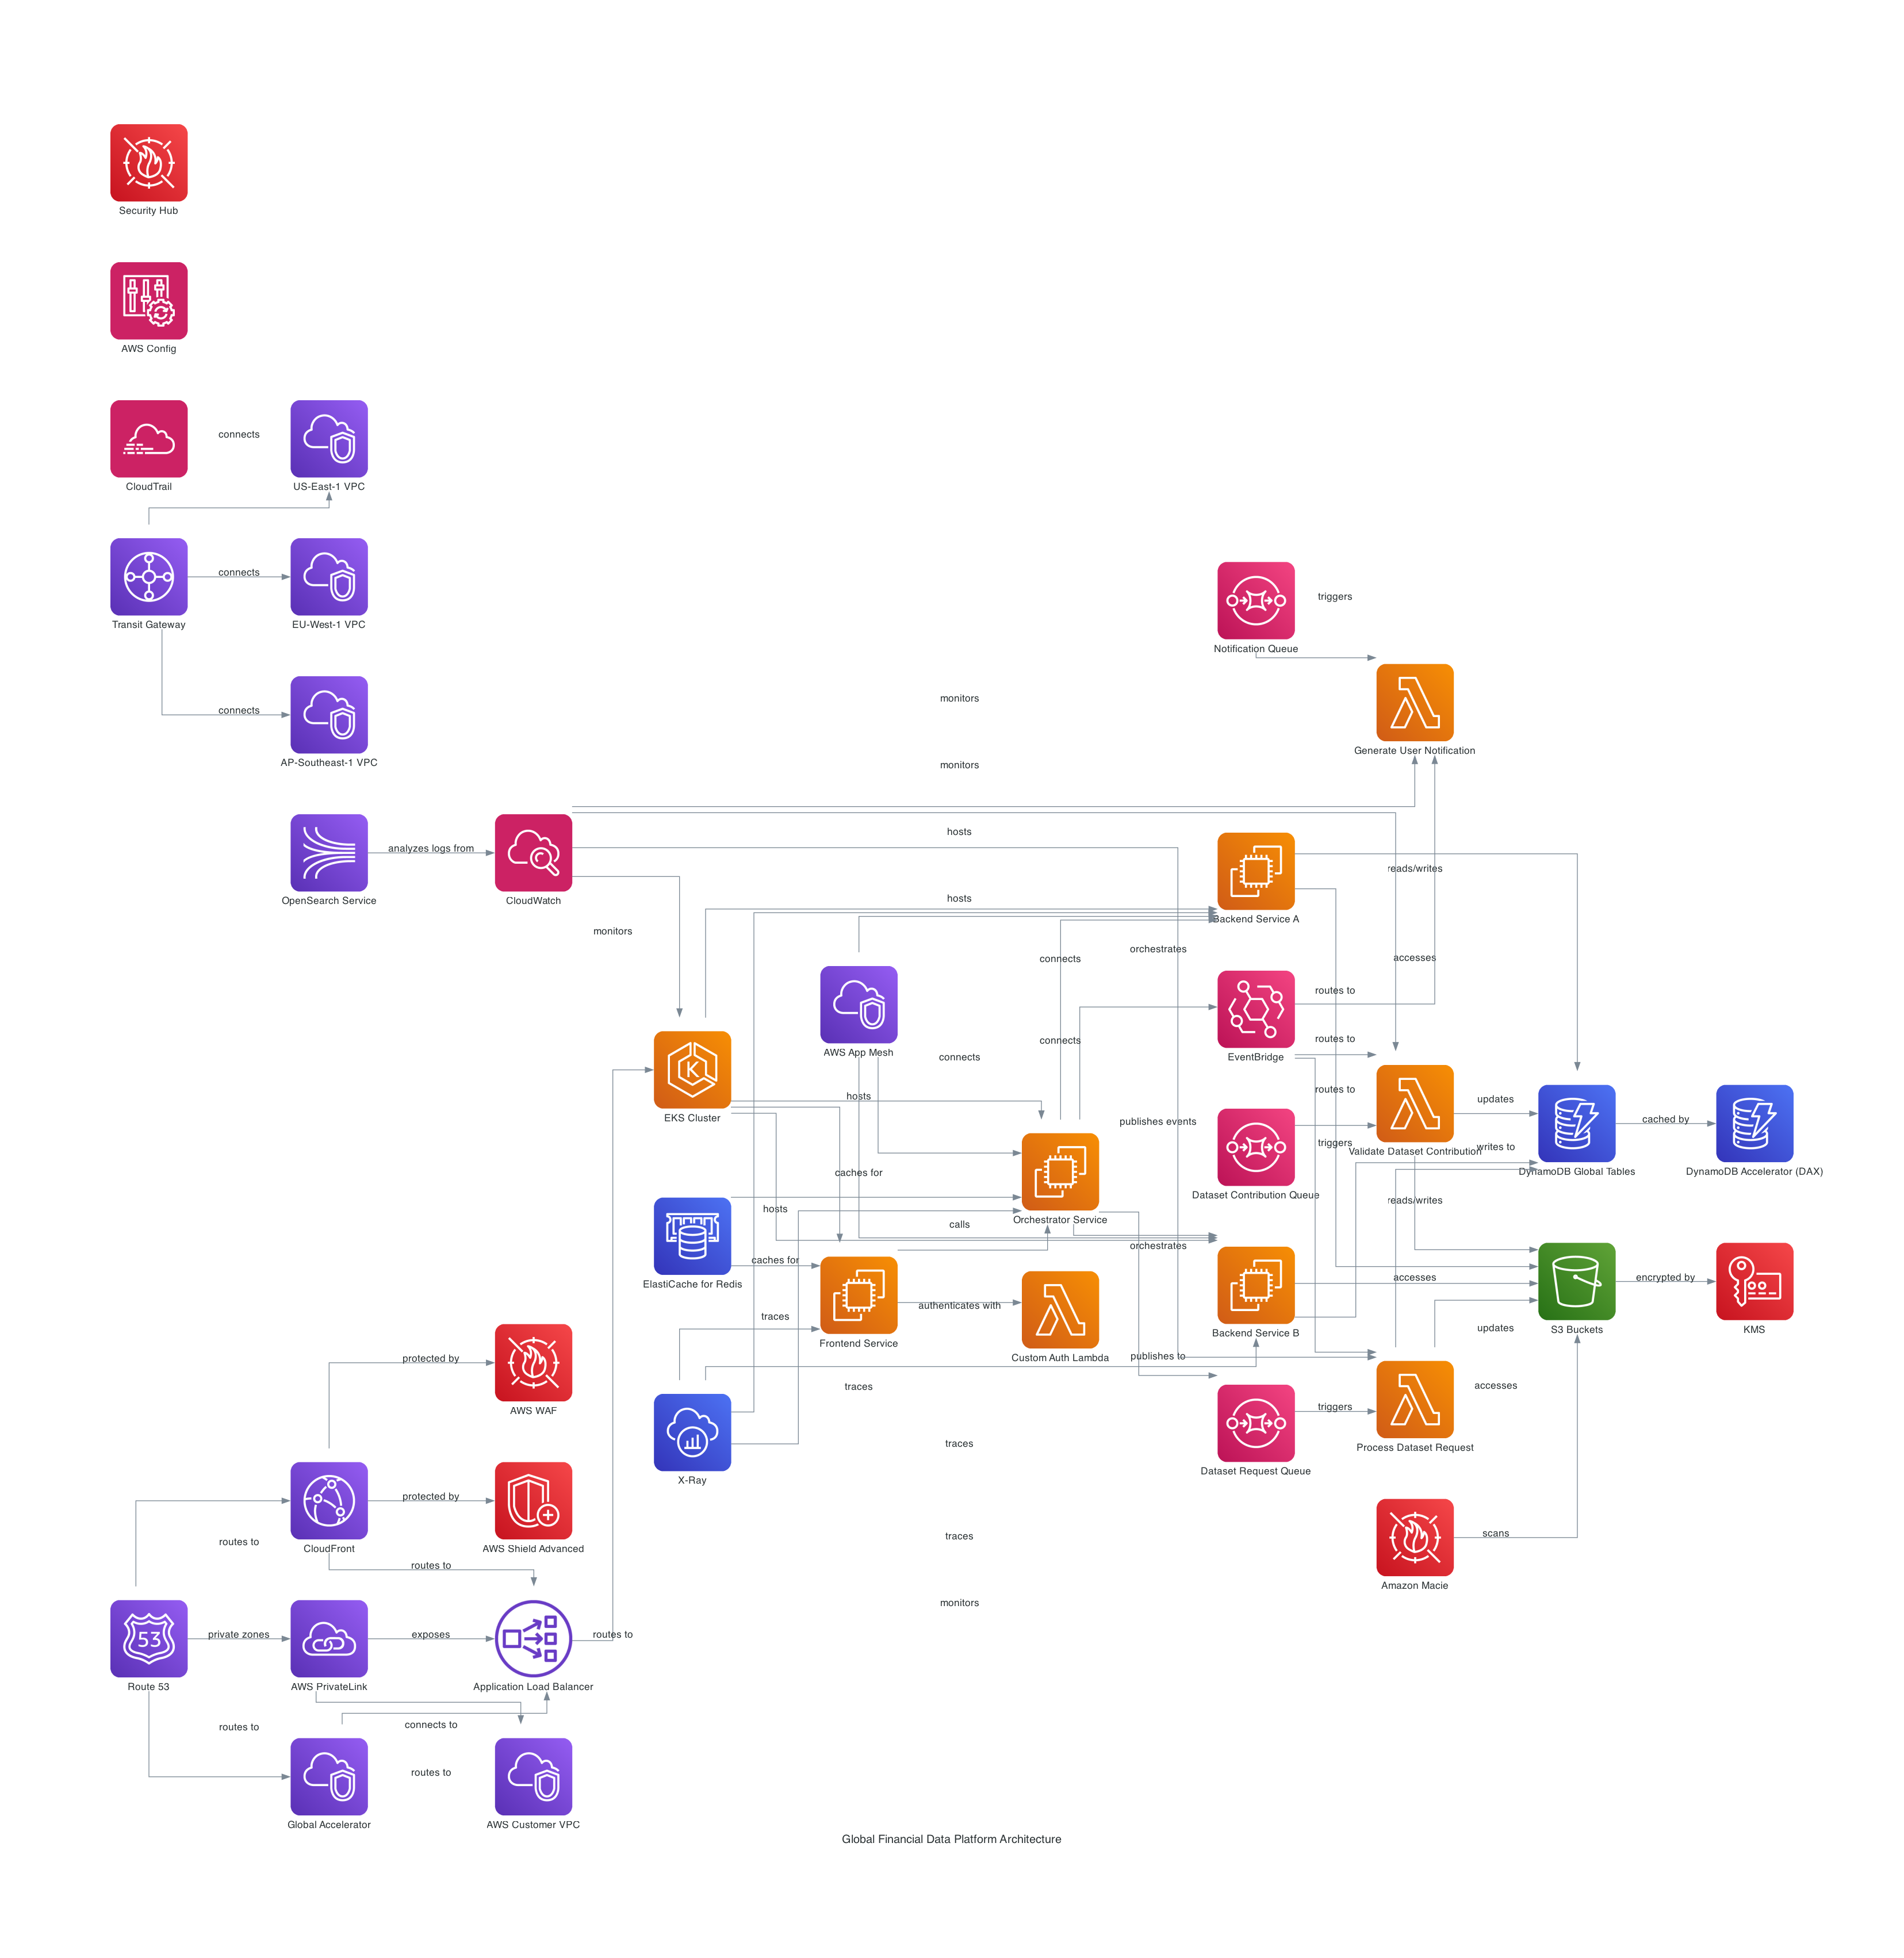 Security Hub
AWS Config
CloudTrail
connects
US-East-1 VPC
Transit Gateway
connects
EU-West-1 VPC
connects
AP-Southeast-1 VPC
Notification Queue
triggers
Generate User Notification
monitors
monitors
OpenSearch Service
analyzes logs from
CloudWatch
monitors
hosts
hosts
Backend Service A
reads/writes
orchestrates
connects
accesses
AWS App Mesh
connects
connects
EventBridge
routes to
routes to
routes to
EKS Cluster
hosts
publishes events
triggers
Validate Dataset Contribution
updates
writes to
DynamoDB Global Tables
cached by
DynamoDB Accelerator (DAX)
caches for
Dataset Contribution Queue
reads/writes
hosts
Orchestrator Service
calls
orchestrates
ElastiCache for Redis
caches for
authenticates with
accesses
encrypted by
traces
Frontend Service
Custom Auth Lambda
Backend Service B
updates
S3 Buckets
KMS
publishes to
protected by
AWS WAF
traces
accesses
triggers
X-Ray
traces
Dataset Request Queue
Process Dataset Request
protected by
CloudFront
AWS Shield Advanced
routes to
routes to
traces
scans
Amazon Macie
monitors
Route 53
private zones
AWS PrivateLink
exposes
Application Load Balancer
routes to
routes to
connects to
Global Accelerator
routes to
AWS Customer VPC
Global Financial Data Platform Architecture